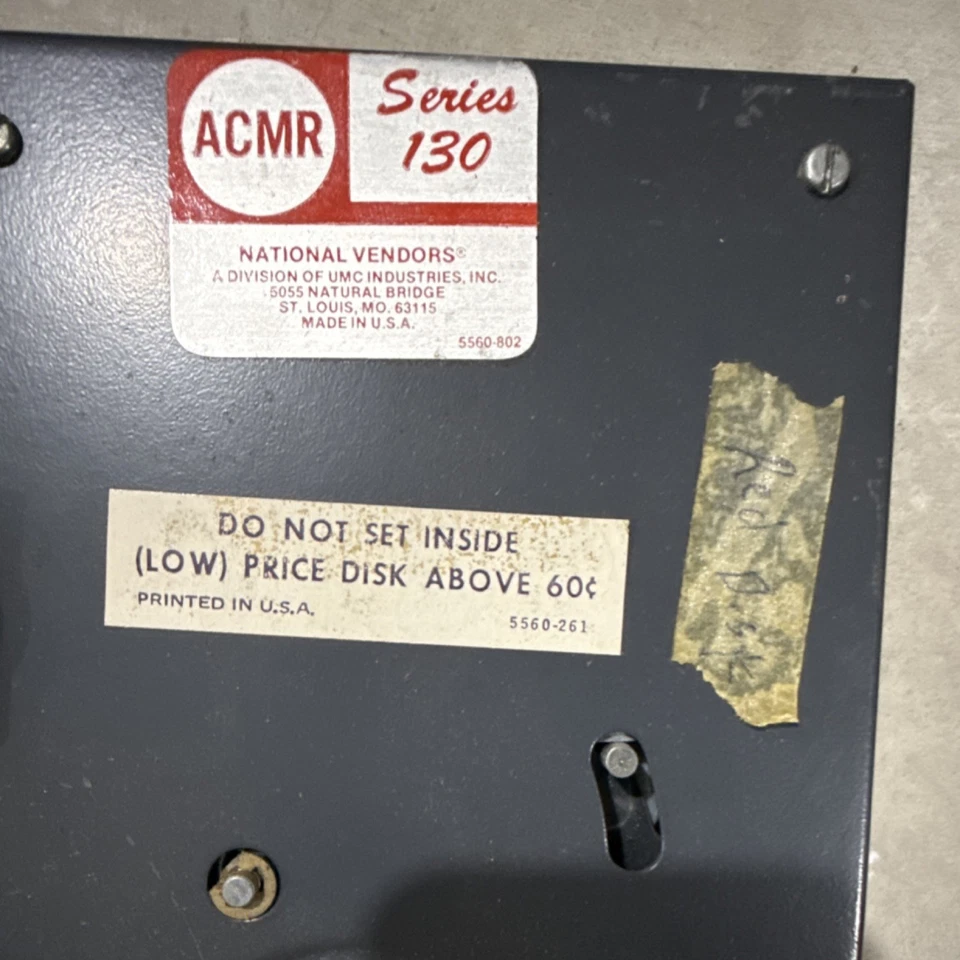 ACMR
Series
130
NATIONAL VENDORS®
A DIVISION OF UMC INDUSTRIES, INC.
5055 NATURAL BRIDGE
ST. LOUIS, MO. 63115
MADE IN U.S.A.
5560-802
DO NOT SET INSIDE
(LOW) PRICE DISK ABOVE 60¢
PRINTED IN U.S.A.
5560-261